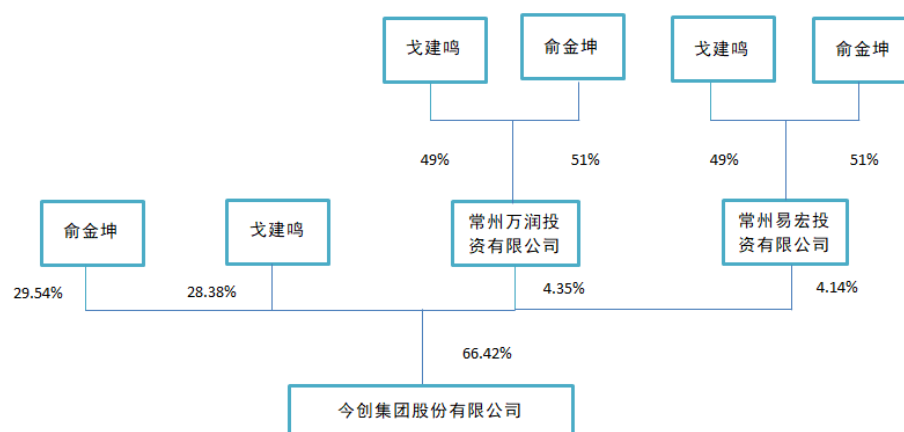 戈建鸣
俞金坤
戈建鸣
俞金坤
49%
51%
49%
51%
俞金坤
戈建鸣
常州万润投
资有限公司
常州易宏投
资有限公司
29.54%
28.38%
4.35%
4.14%
66.42%
今创集团股份有限公司